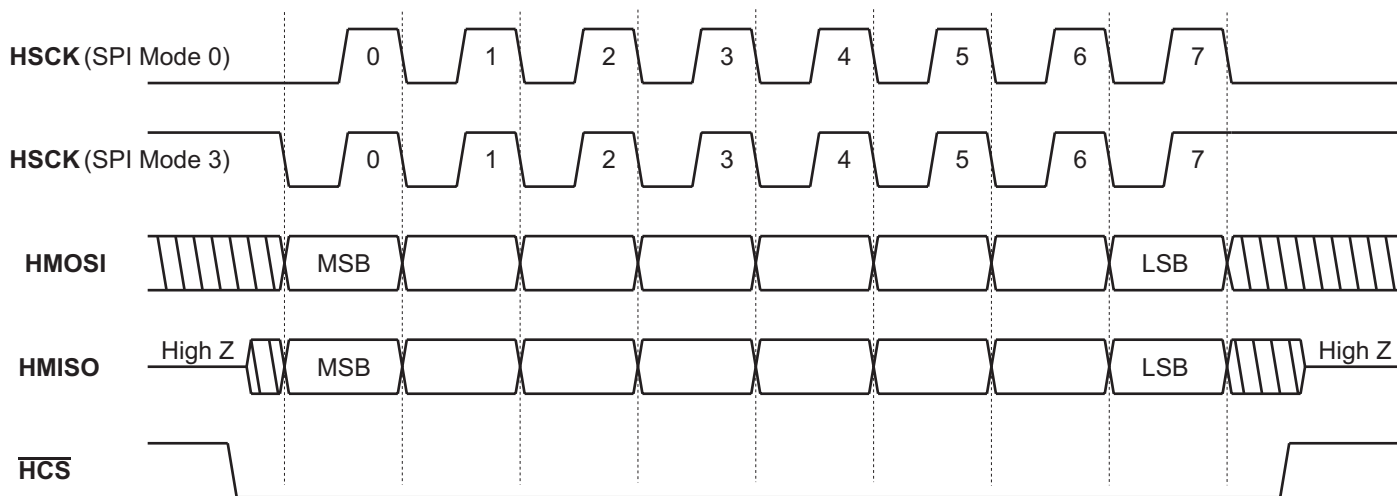 HSCK (SPI Mode 0) 0 1 2 3 4 5 6 7
HSCK (SPI Mode 3) 0 1 2 3 4 5 6 7
HMOSI MSB LSB
HMISO High Z MSB LSB High Z
HCS